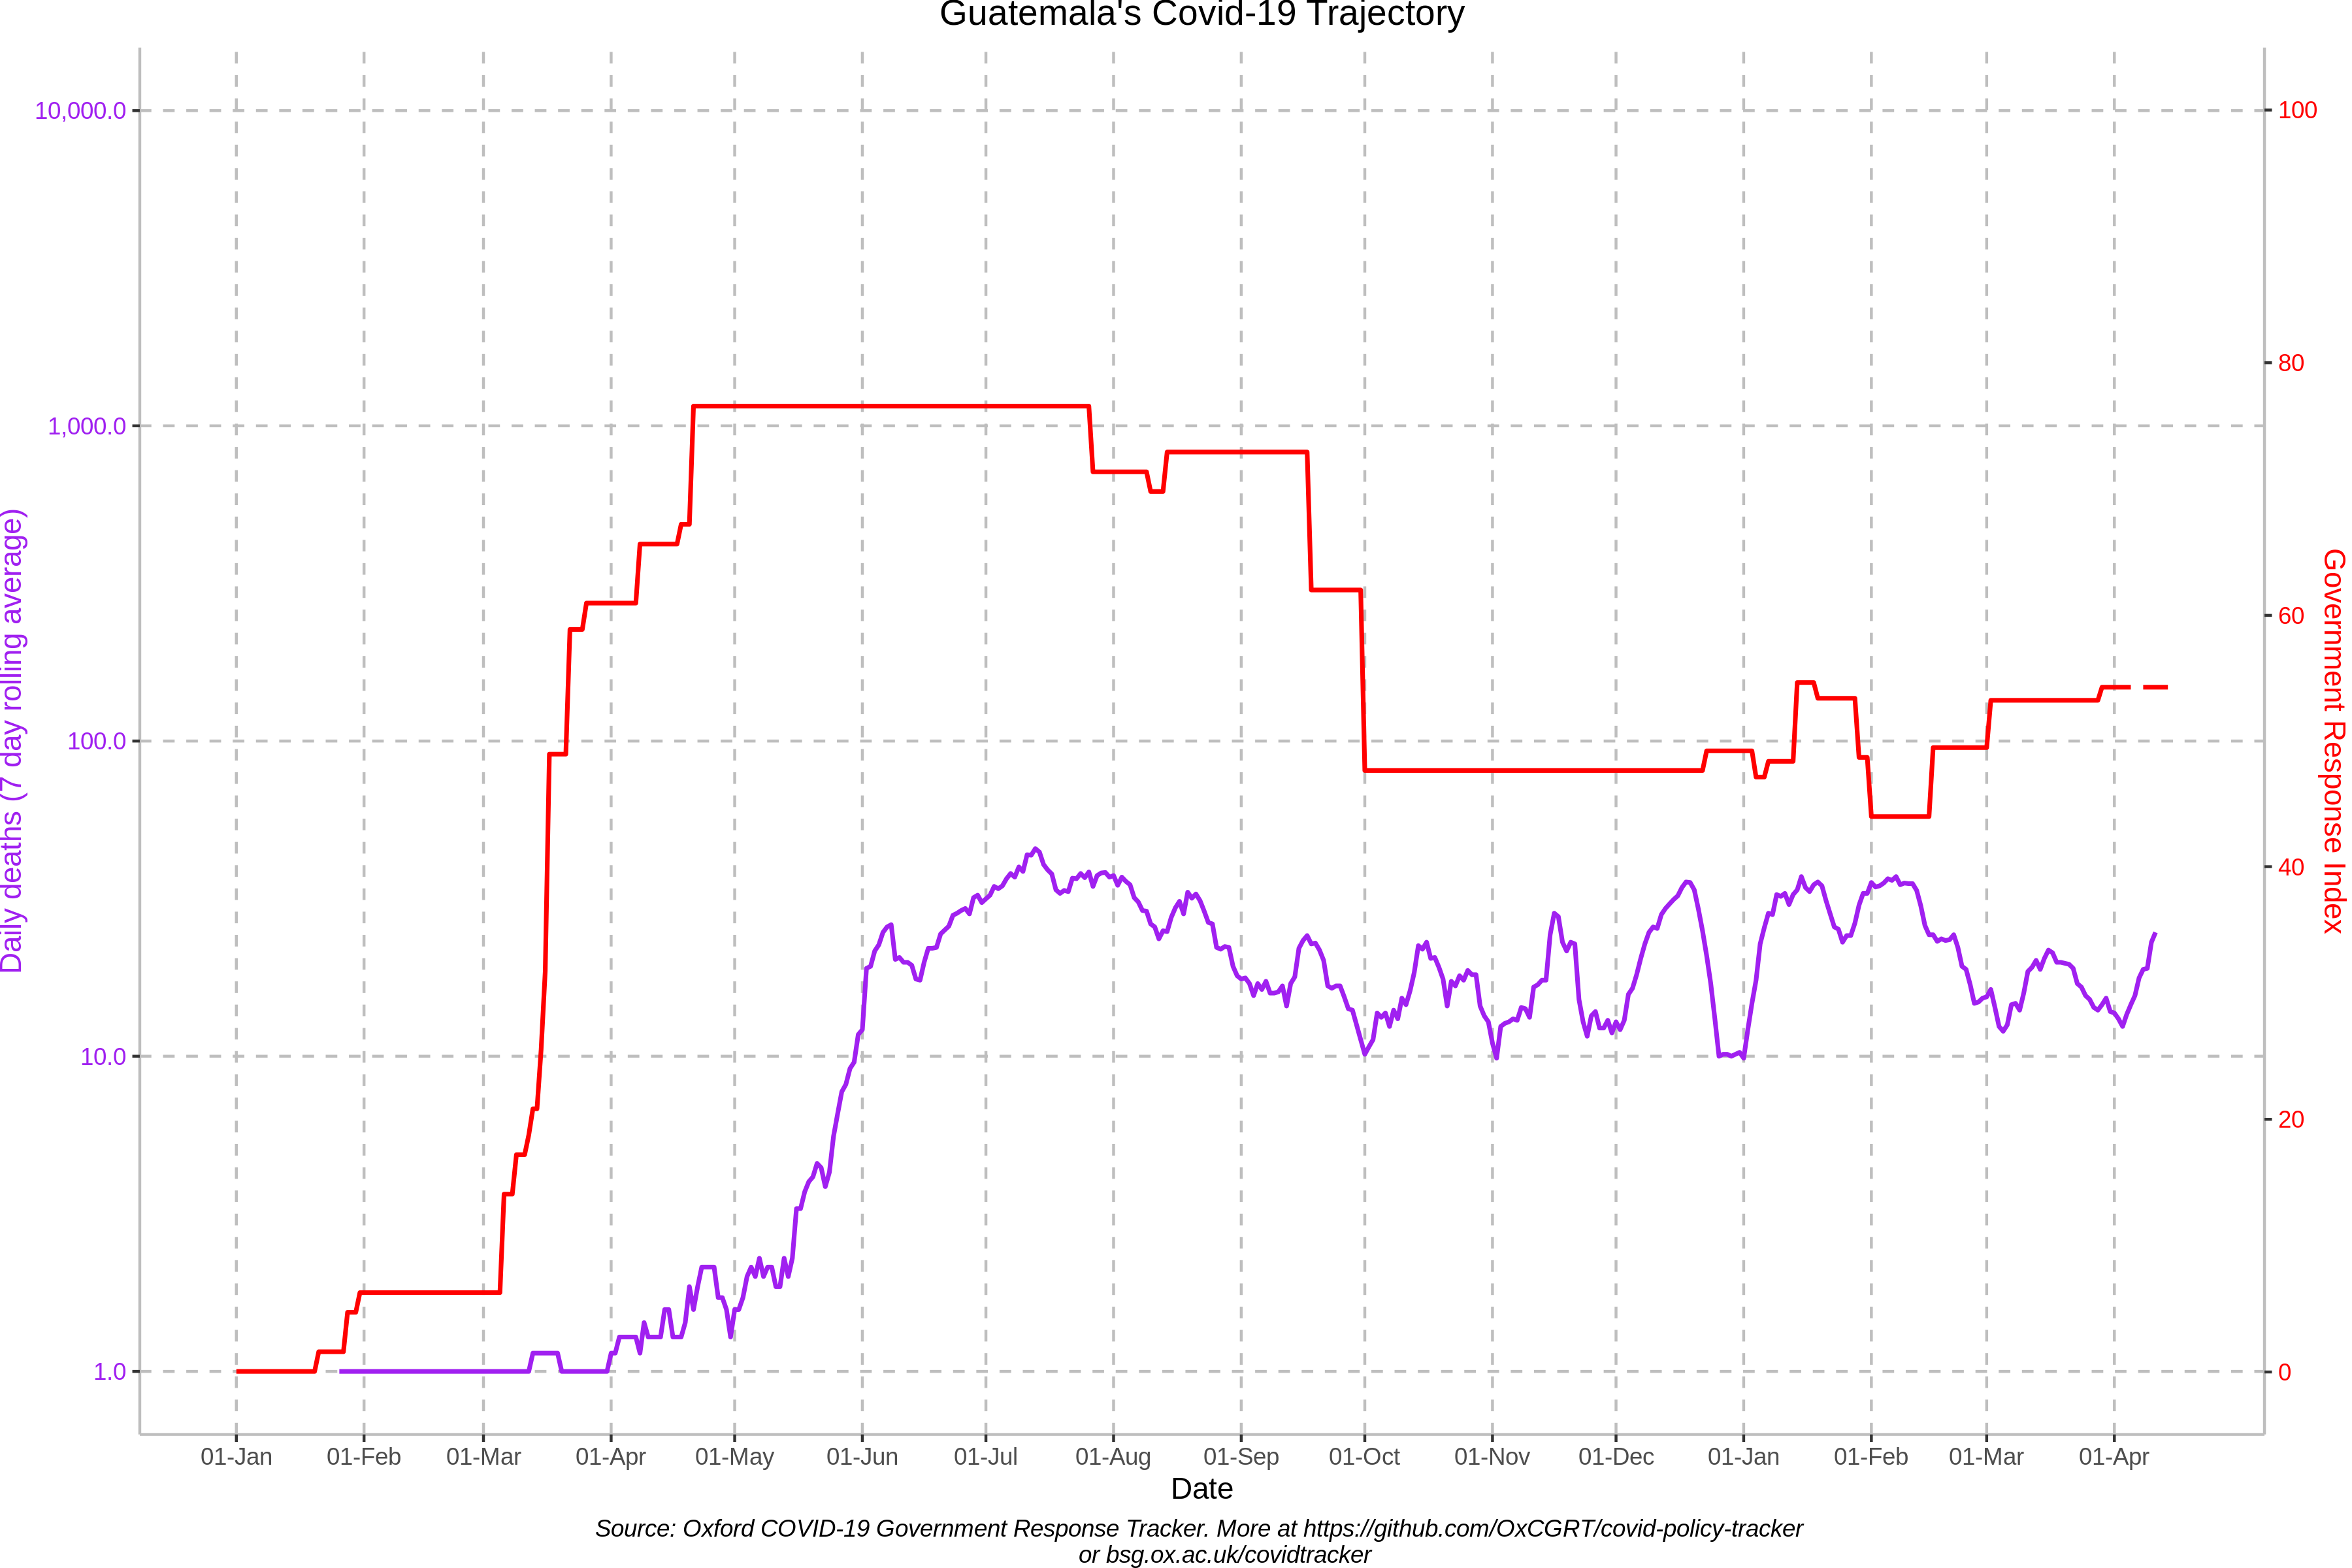 Guatemala's Covid-19 Trajectory
10,000.0
1,000.0
100.0
10.0
1.0
Daily deaths (7 day rolling average)
100
80
60
40
20
0
Government Response Index
01-Jan 01-Feb 01-Mar 01-Apr 01-May 01-Jun 01-Jul 01-Aug 01-Sep 01-Oct 01-Nov 01-Dec 01-Jan 01-Feb 01-Mar 01-Apr
Date
Source: Oxford COVID-19 Government Response Tracker. More at https://github.com/OxCGRT/covid-policy-tracker
or bsg.ox.ac.uk/covidtracker